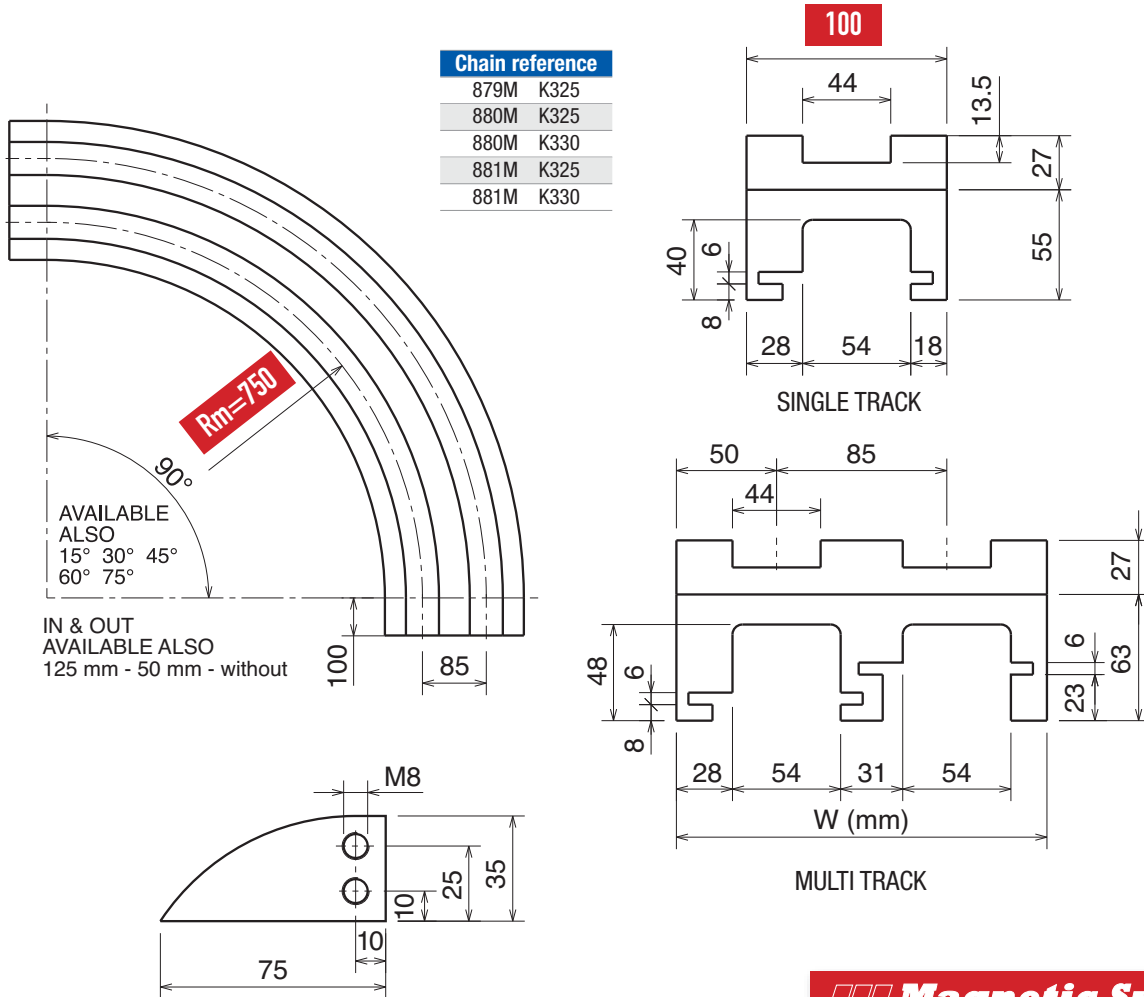 Chain reference
879M K325
880M K325
880M K330
881M K325
881M K330
Rm=750
90°
AVAILABLE
ALSO
15° 30° 45°
60° 75°
IN & OUT
AVAILABLE ALSO
125 mm - 50 mm - without
100
85
100
44
13.5
27
55
40
6
8
28
54
18
SINGLE TRACK
50
85
44
27
63
48
6
8
6
23
28
54
31
54
W (mm)
MULTI TRACK
M8
35
25
10
10
75
Magnetic